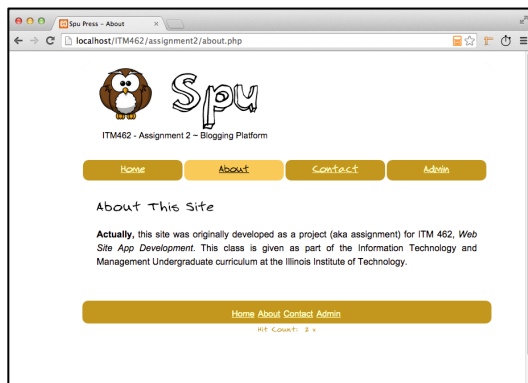 Spu Press – About
localhost/ITM462/assignment2/about.php
Spu
ITM462 - Assignment 2 – Blogging Platform
Home About Contact Admin
About This Site
Actually, this site was originally developed as a project (aka assignment) for ITM 462, Web
Site App Development. This class is given as part of the Information Technology and
Management Undergraduate curriculum at the Illinois Institute of Technology.
Home About Contact Admin
Hit Count: 2 x